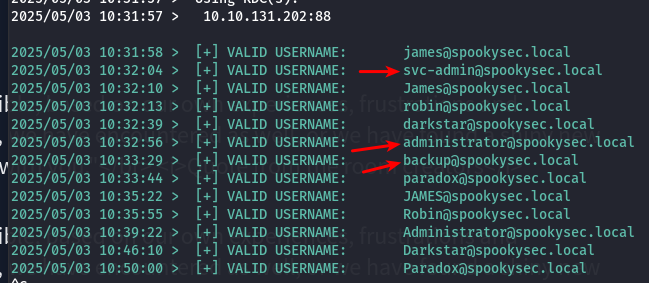 2025/05/03 10:31:57 > Using KDC(s):
2025/05/03 10:31:57 > 10.10.131.202:88
2025/05/03 10:31:58 > [+] VALID USERNAME: james@spookysec.local
2025/05/03 10:32:04 > [+] VALID USERNAME: svc-admin@spookysec.local
2025/05/03 10:32:10 > [+] VALID USERNAME: James@spookysec.local
2025/05/03 10:32:13 > [+] VALID USERNAME: robin@spookysec.local
2025/05/03 10:32:39 > [+] VALID USERNAME: darkstar@spookysec.local
2025/05/03 10:32:56 > [+] VALID USERNAME: administrator@spookysec.local
2025/05/03 10:33:29 > [+] VALID USERNAME: backup@spookysec.local
2025/05/03 10:33:44 > [+] VALID USERNAME: paradox@spookysec.local
2025/05/03 10:35:22 > [+] VALID USERNAME: JAMES@spookysec.local
2025/05/03 10:35:55 > [+] VALID USERNAME: Robin@spookysec.local
2025/05/03 10:39:22 > [+] VALID USERNAME: Administrator@spookysec.local
2025/05/03 10:46:10 > [+] VALID USERNAME: Darkstar@spookysec.local
2025/05/03 10:50:00 > [+] VALID USERNAME: Paradox@spookysec.local